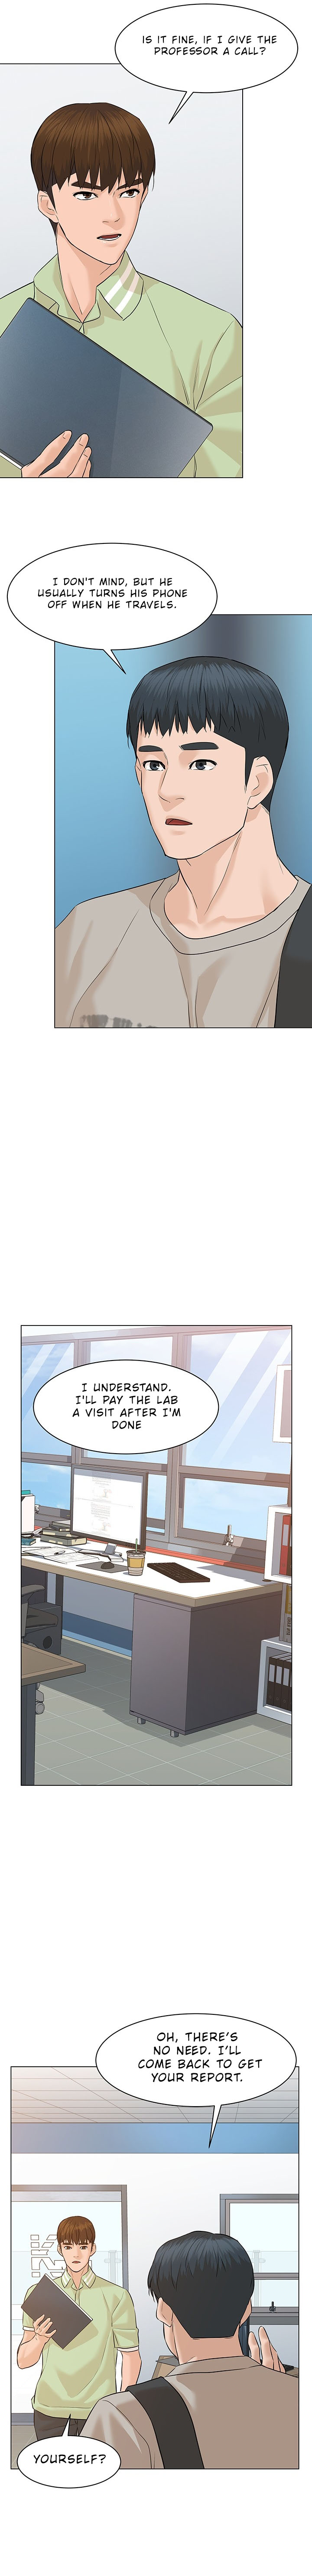 IS IT FINE, IF I GIVE THE
PROFESSOR A CALL?
I DON'T MIND, BUT HE
USUALLY TURNS HIS PHONE
OFF WHEN HE TRAVELS.
I UNDERSTAND.
I'LL PAY THE LAB
A VISIT AFTER I'M
DONE
OH, THERE'S
NO NEED. I'LL
COME BACK TO GET
YOUR REPORT.
YOURSELF?